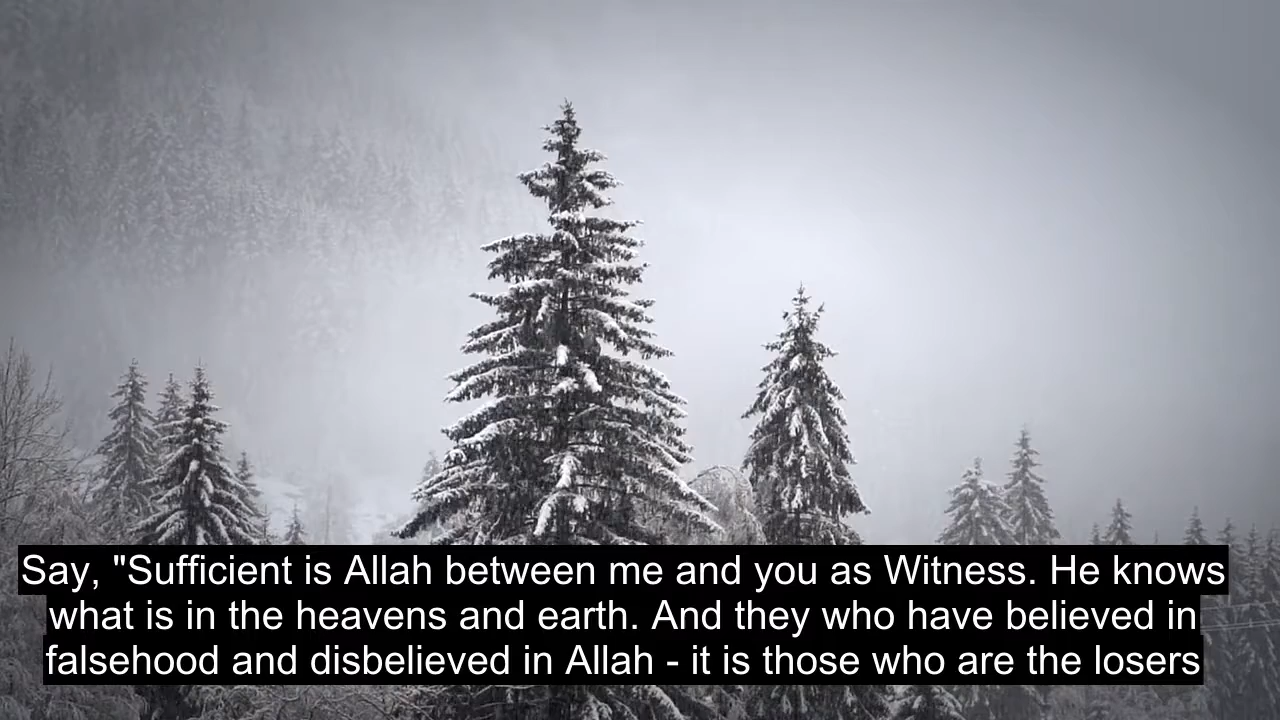 Say, "Sufficient is Allah between me and you as Witness. He knows
what is in the heavens and earth. And they who have believed in
falsehood and disbelieved in Allah - it is those who are the losers